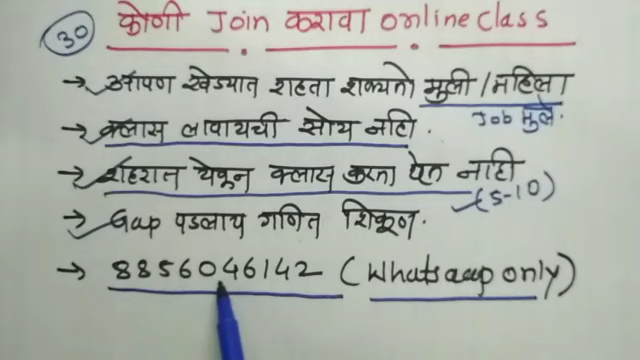 30 कोणी Join करावा online class
→ आपण खेड्यात राहता शक्यतो मुली / महिला
Job मुळे.
→ क्लास लावायची सोय नाही.
→ शहरात येऊन क्लास करता येत नाही
(5-10)
→ Gap पडलाय गणित शिकून.
→ 8856046142 (Whatsaap only)